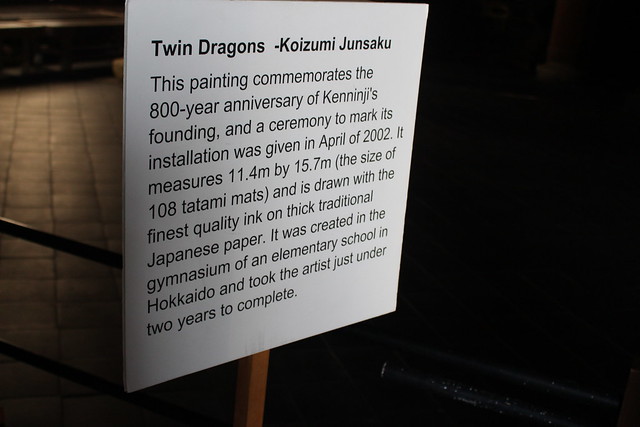 Twin Dragons -Koizumi Junsaku
This painting commemorates the
800-year anniversary of Kenninji's
founding, and a ceremony to mark its
installation was given in April of 2002. It
measures 11.4m by 15.7m (the size of
108 tatami mats) and is drawn with the
finest quality ink on thick traditional
Japanese paper. It was created in the
gymnasium of an elementary school in
Hokkaido and took the artist just under
two years to complete.